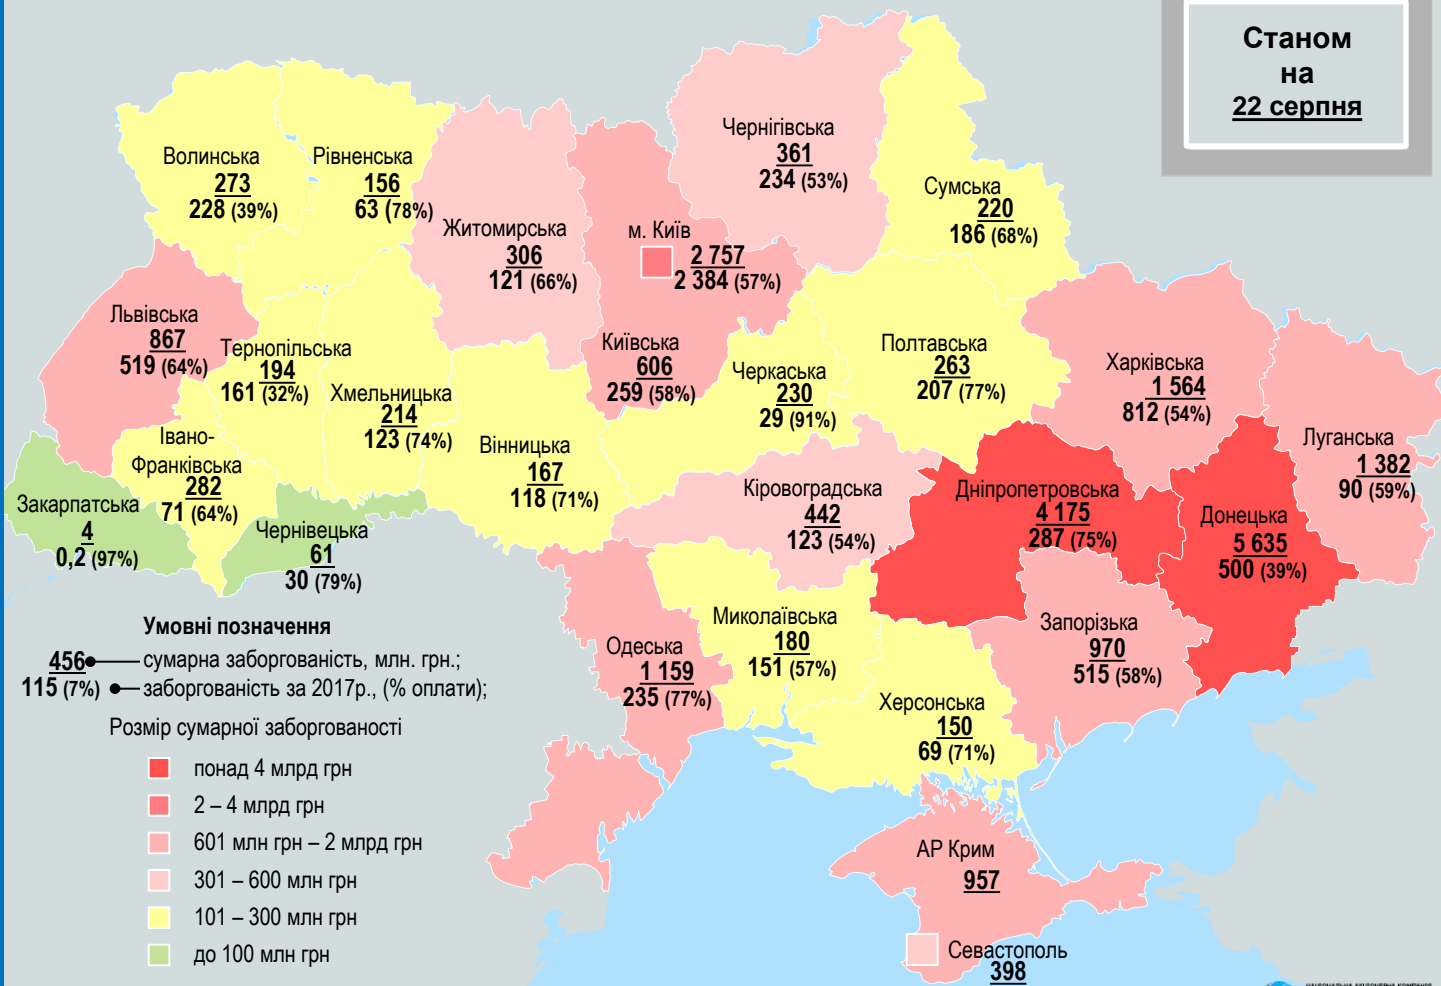 Станом
на
22 серпня
Чернігівська
361
234 (53%)
Волинська
273
228 (39%)
Рівненська
156
63 (78%)
Сумська
220
186 (68%)
Житомирська
306
121 (66%)
м. Київ
2 757
2 384 (57%)
Львівська
867
519 (64%)
Тернопільська
194
161 (32%)
Хмельницька
214
123 (74%)
Київська
606
259 (58%)
Черкаська
230
29 (91%)
Полтавська
263
207 (77%)
Харківська
1 564
812 (54%)
Луганська
1 382
90 (59%)
Івано-
Франківська
282
71 (64%)
Вінницька
167
118 (71%)
Кіровоградська
442
123 (54%)
Дніпропетровська
4 175
287 (75%)
Донецька
5 635
500 (39%)
Закарпатська
4
0,2 (97%)
Чернівецька
61
30 (79%)
Миколаївська
180
151 (57%)
Запорізька
970
515 (58%)
Одеська
1 159
235 (77%)
Херсонська
150
69 (71%)
АР Крим
957
Севастополь
398
Умовні позначення
456 сумарна заборгованість, млн. грн.;
115 (7%) заборгованість за 2017р., (% оплати);
Розмір сумарної заборгованості
понад 4 млрд грн
2 – 4 млрд грн
601 млн грн – 2 млрд грн
301 – 600 млн грн
101 – 300 млн грн
до 100 млн грн